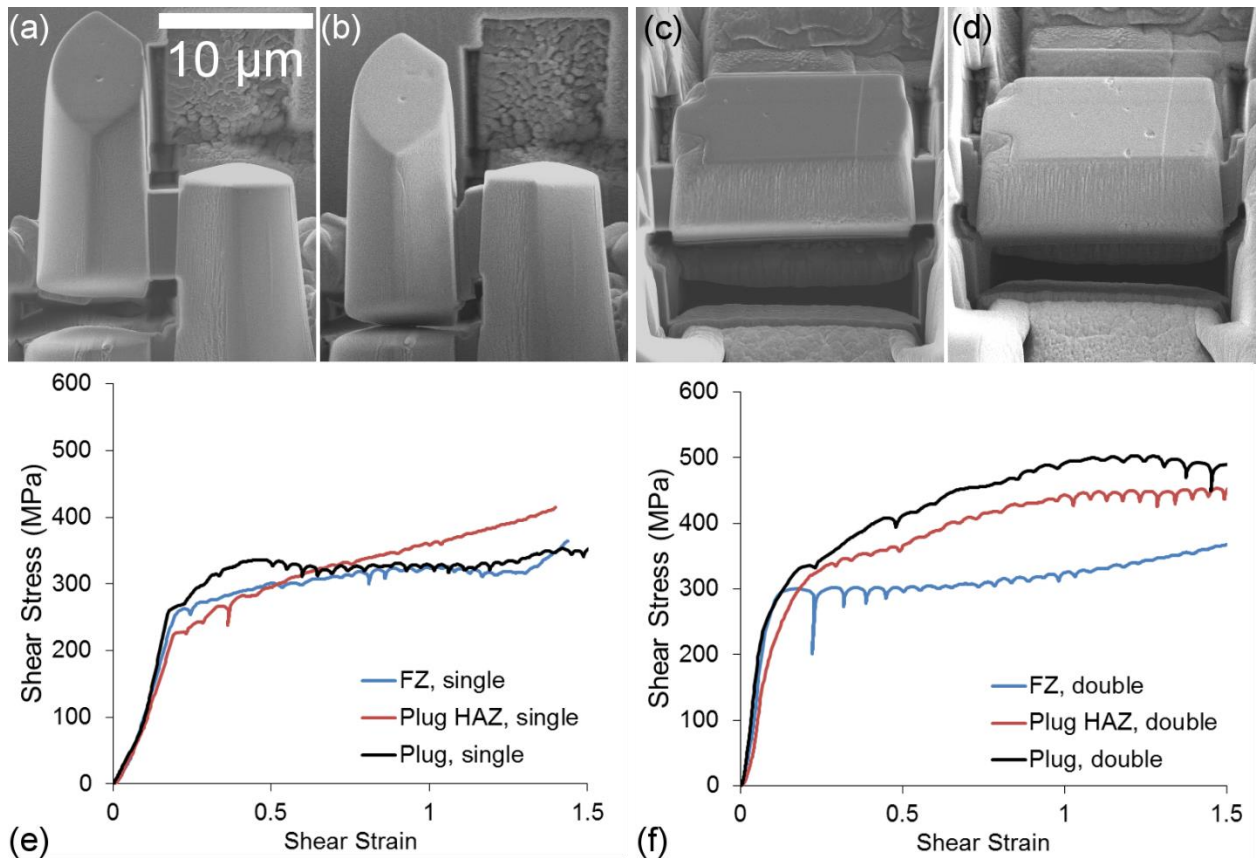 (a)
10 µm
(b)
(c)
(d)
600
500
400
300
200
100
0
0
0.5
1
1.5
Shear Stress (MPa)
Shear Strain
FZ, single
Plug HAZ, single
Plug, single
(e)
600
500
400
300
200
100
0
0
0.5
1
1.5
Shear Stress (MPa)
Shear Strain
FZ, double
Plug HAZ, double
Plug, double
(f)